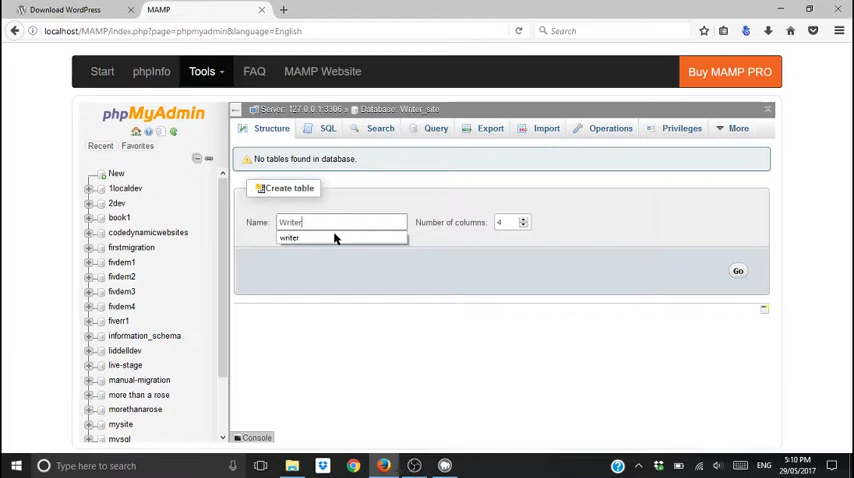 Download WordPress
MAMP
localhost/MAMP/index.php?page=phpmyadmin&language=English
Search
Start
phpInfo
Tools
FAQ
MAMP Website
Buy MAMP PRO
phpMyAdmin
Recent
Favorites
New
1localdev
2dev
book1
codedynamicwebsites
firstmigration
fivdem1
fivdem2
fivdem3
fivdem4
fiverr1
information_schema
liddelldev
live-stage
manual-migration
more than a rose
morethanarose
mysite
mysql
Server: 127.0.0.1:3306 » Database: Writer_site
Structure
SQL
Search
Query
Export
Import
Operations
Privileges
More
No tables found in database.
Create table
Name:
Writer
Number of columns:
4
writer
Go
Console
Type here to search
ENG
5:10 PM
29/05/2017